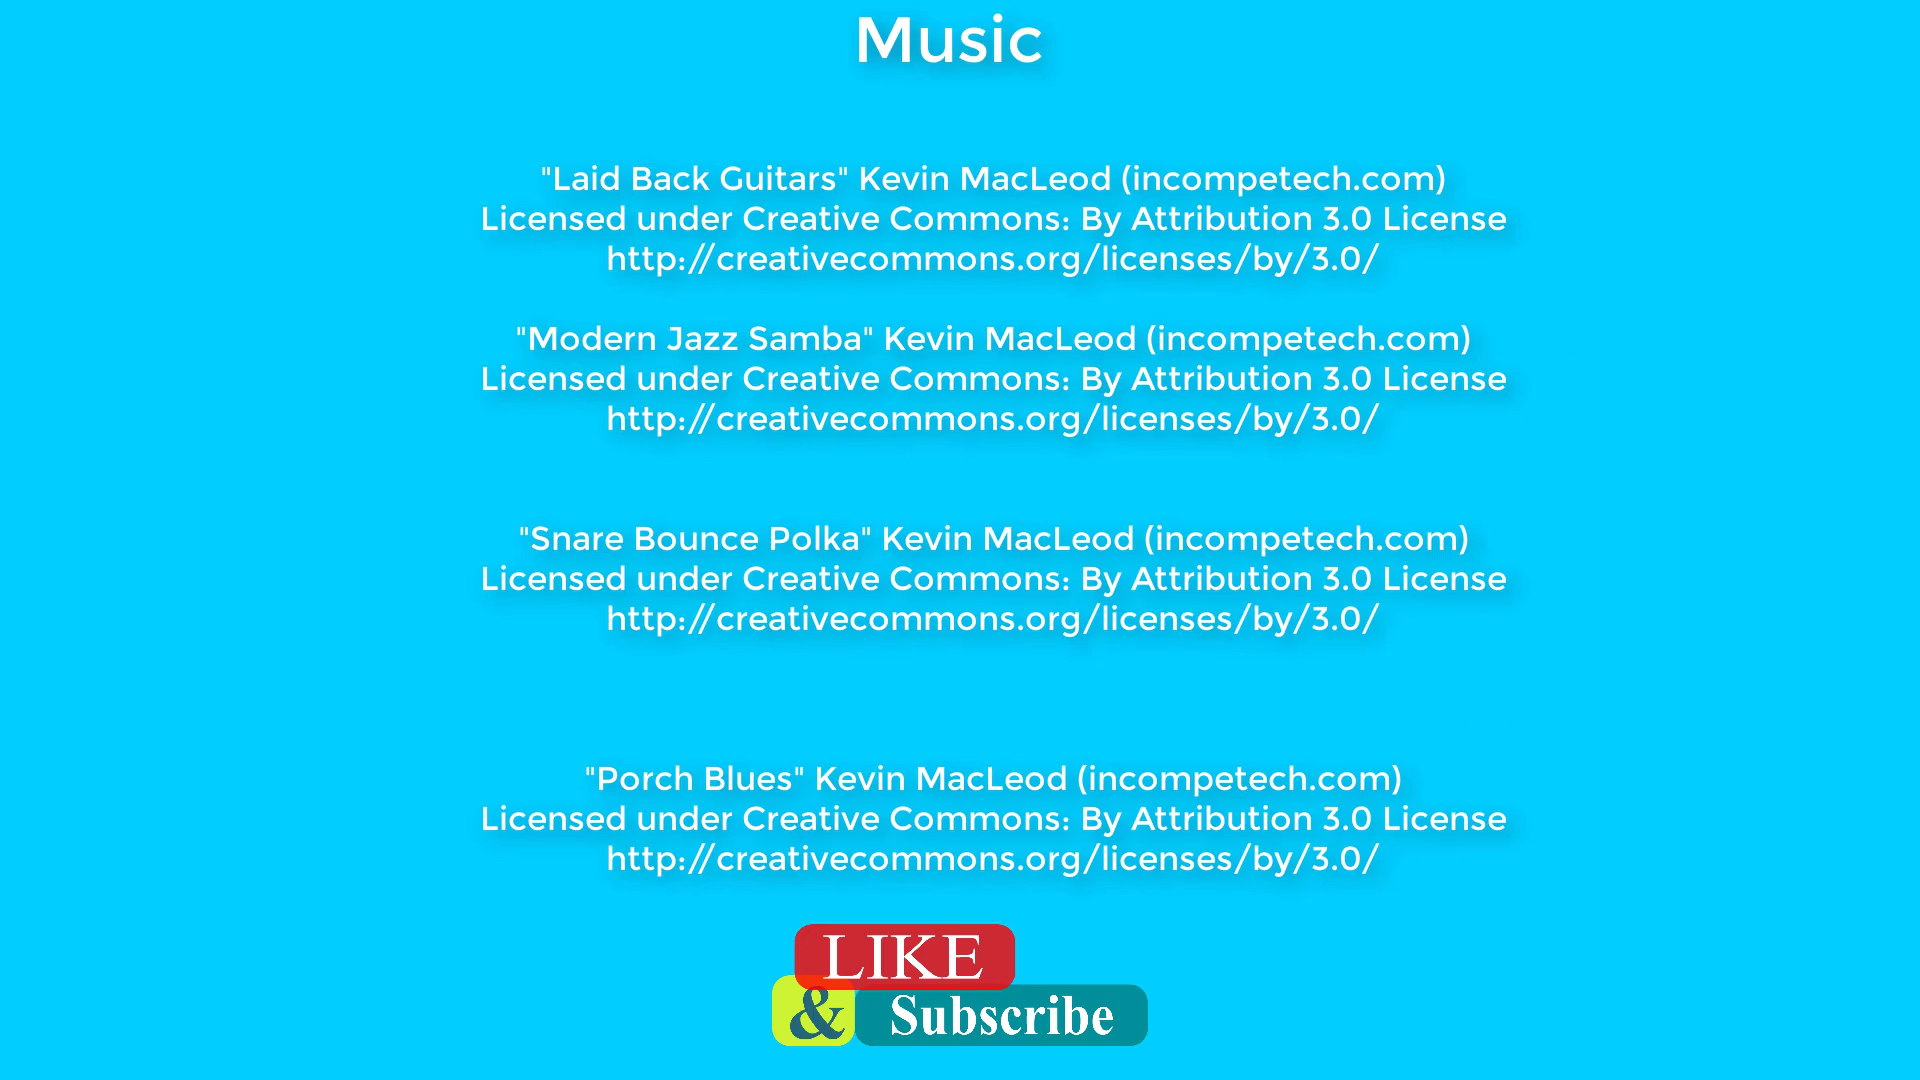 Music
"Laid Back Guitars" Kevin MacLeod (incompetech.com)
Licensed under Creative Commons: By Attribution 3.0 License
http://creativecommons.org/licenses/by/3.0/
"Modern Jazz Samba" Kevin MacLeod (incompetech.com)
Licensed under Creative Commons: By Attribution 3.0 License
http://creativecommons.org/licenses/by/3.0/
"Snare Bounce Polka" Kevin MacLeod (incompetech.com)
Licensed under Creative Commons: By Attribution 3.0 License
http://creativecommons.org/licenses/by/3.0/
"Porch Blues" Kevin MacLeod (incompetech.com)
Licensed under Creative Commons: By Attribution 3.0 License
http://creativecommons.org/licenses/by/3.0/
LIKE
& Subscribe